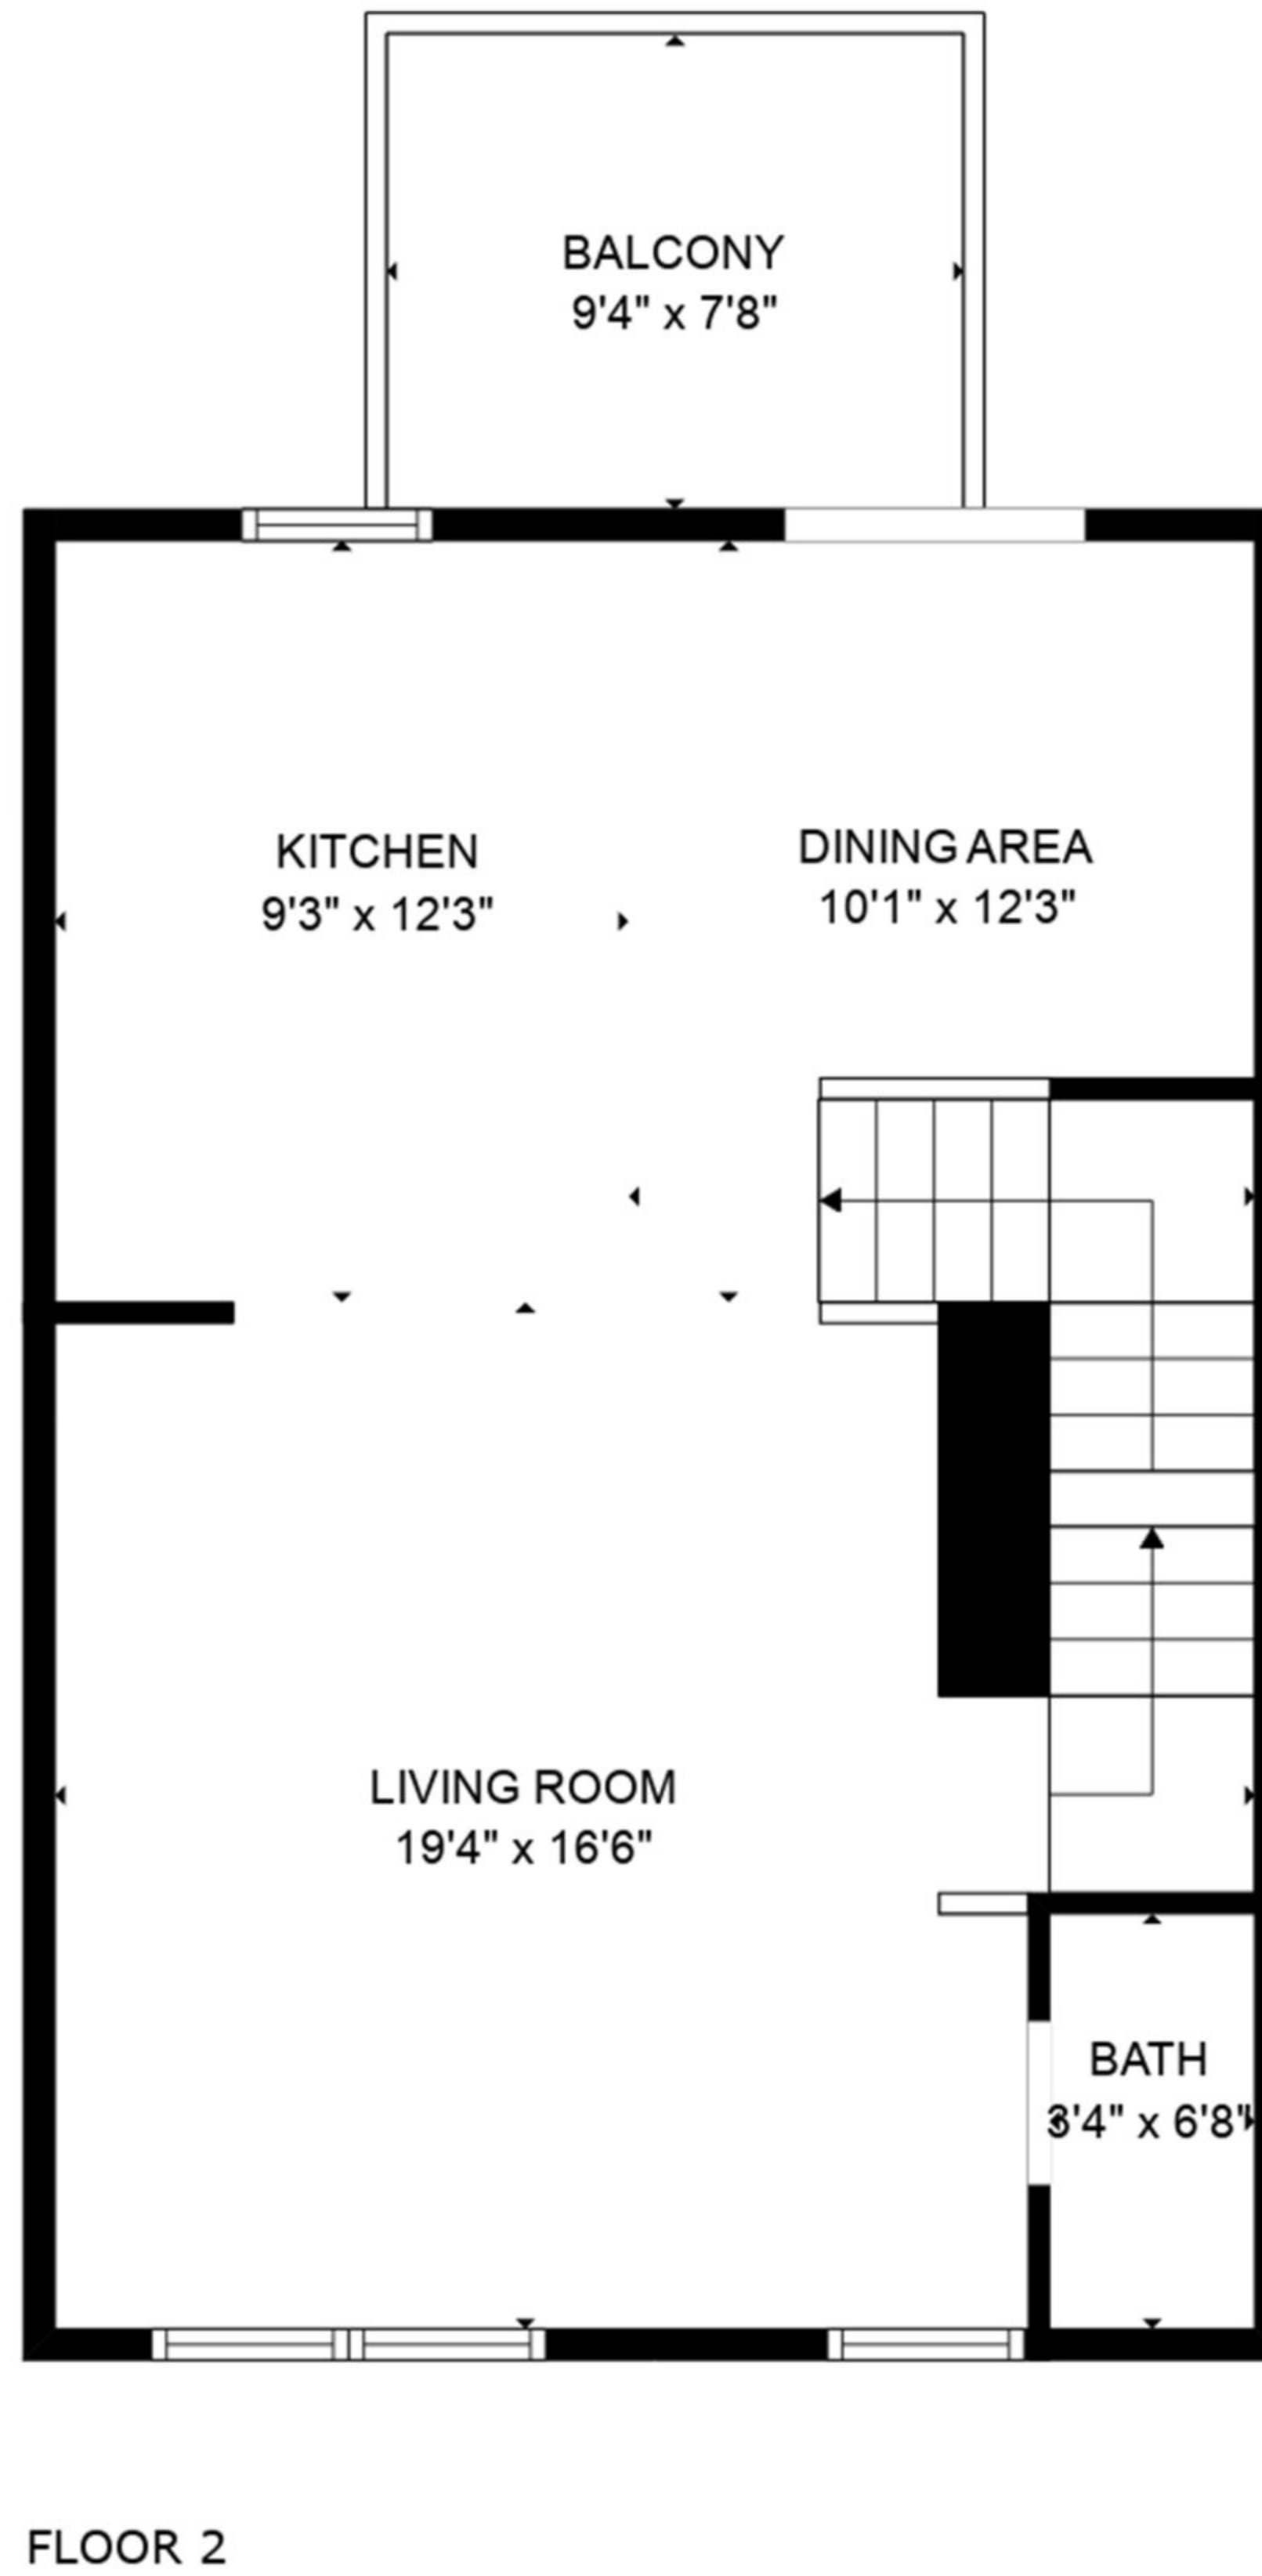 BALCONY
9'4" x 7'8"
KITCHEN
9'3" x 12'3"
DINING AREA
10'1" x 12'3"
LIVING ROOM
19'4" x 16'6"
BATH
3'4" x 6'8"
FLOOR 2